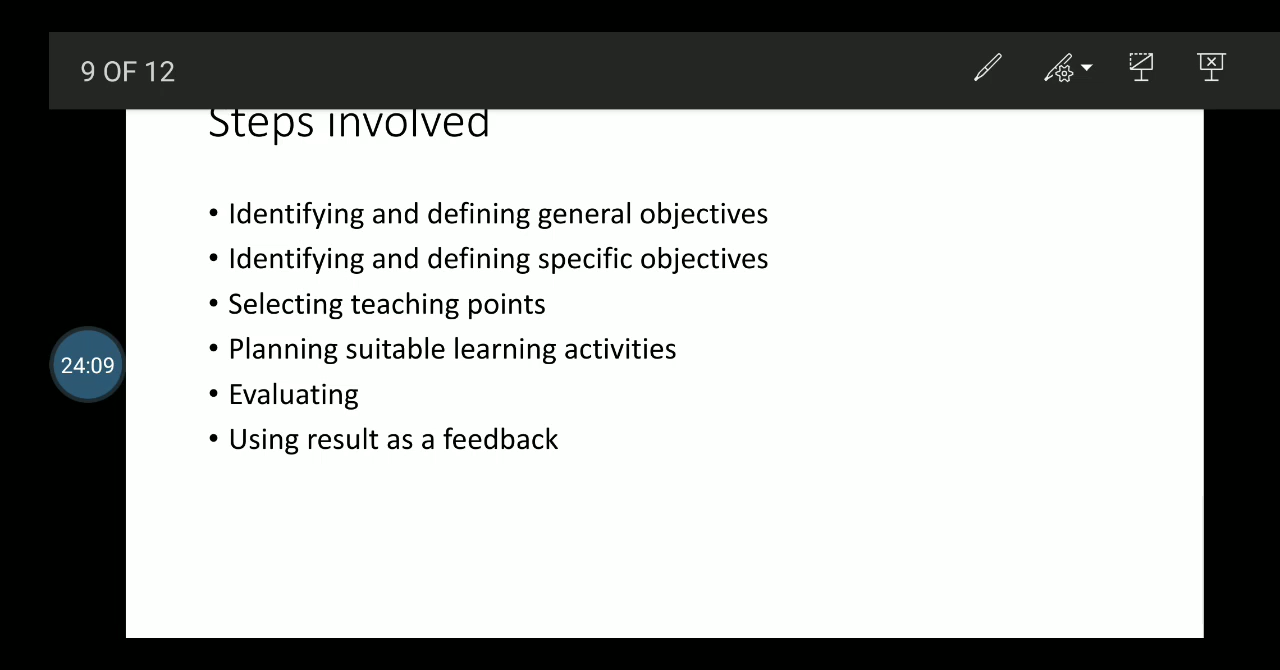 9 OF 12
Steps involved
• Identifying and defining general objectives
• Identifying and defining specific objectives
• Selecting teaching points
• Planning suitable learning activities
24:09
• Evaluating
• Using result as a feedback